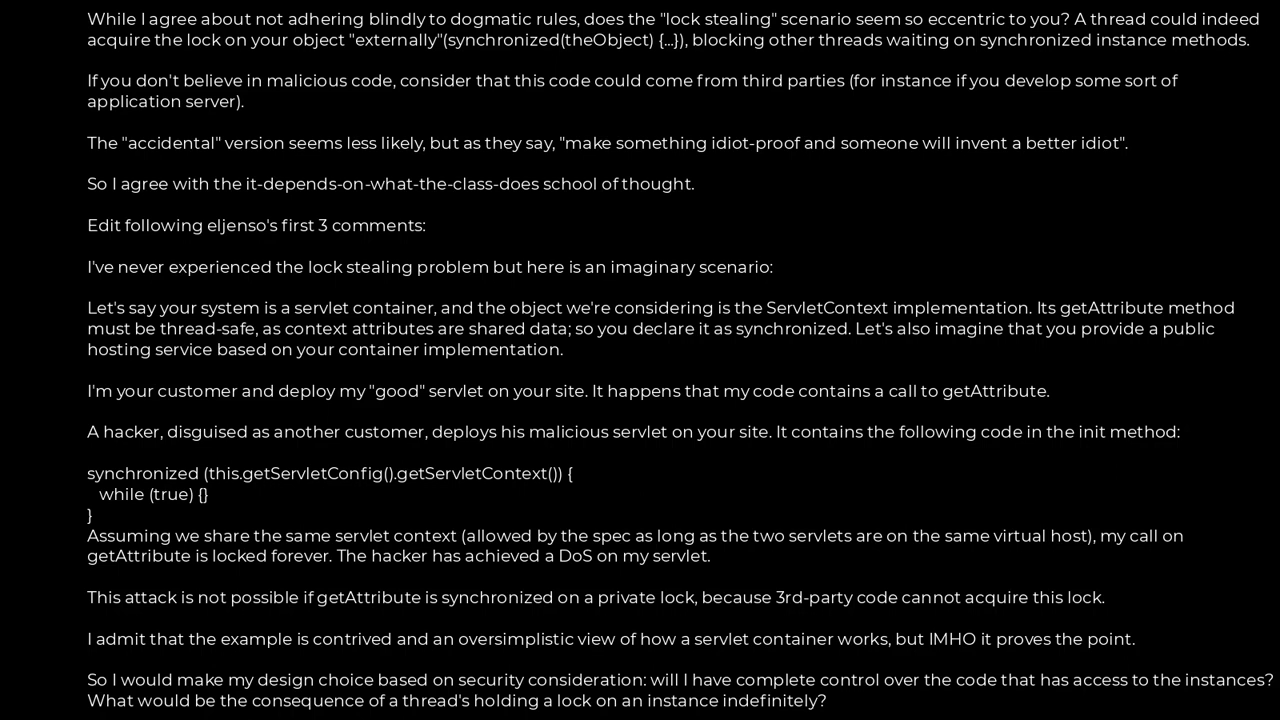 While I agree about not adhering blindly to dogmatic rules, does the "lock stealing" scenario seem so eccentric to you? A thread could indeed
acquire the lock on your object "externally"(synchronized(theObject) {...}), blocking other threads waiting on synchronized instance methods.
If you don't believe in malicious code, consider that this code could come from third parties (for instance if you develop some sort of
application server).
The "accidental" version seems less likely, but as they say, "make something idiot-proof and someone will invent a better idiot".
So I agree with the it-depends-on-what-the-class-does school of thought.
Edit following eljenso's first 3 comments:
I've never experienced the lock stealing problem but here is an imaginary scenario:
Let's say your system is a servlet container, and the object we're considering is the ServletContext implementation. Its getAttribute method
must be thread-safe, as context attributes are shared data; so you declare it as synchronized. Let's also imagine that you provide a public
hosting service based on your container implementation.
I'm your customer and deploy my "good" servlet on your site. It happens that my code contains a call to getAttribute.
A hacker, disguised as another customer, deploys his malicious servlet on your site. It contains the following code in the init method:
synchronized (this.getServletConfig().getServletContext()) {
   while (true) {}
}
Assuming we share the same servlet context (allowed by the spec as long as the two servlets are on the same virtual host), my call on
getAttribute is locked forever. The hacker has achieved a DoS on my servlet.
This attack is not possible if getAttribute is synchronized on a private lock, because 3rd-party code cannot acquire this lock.
I admit that the example is contrived and an oversimplistic view of how a servlet container works, but IMHO it proves the point.
So I would make my design choice based on security consideration: will I have complete control over the code that has access to the instances?
What would be the consequence of a thread's holding a lock on an instance indefinitely?